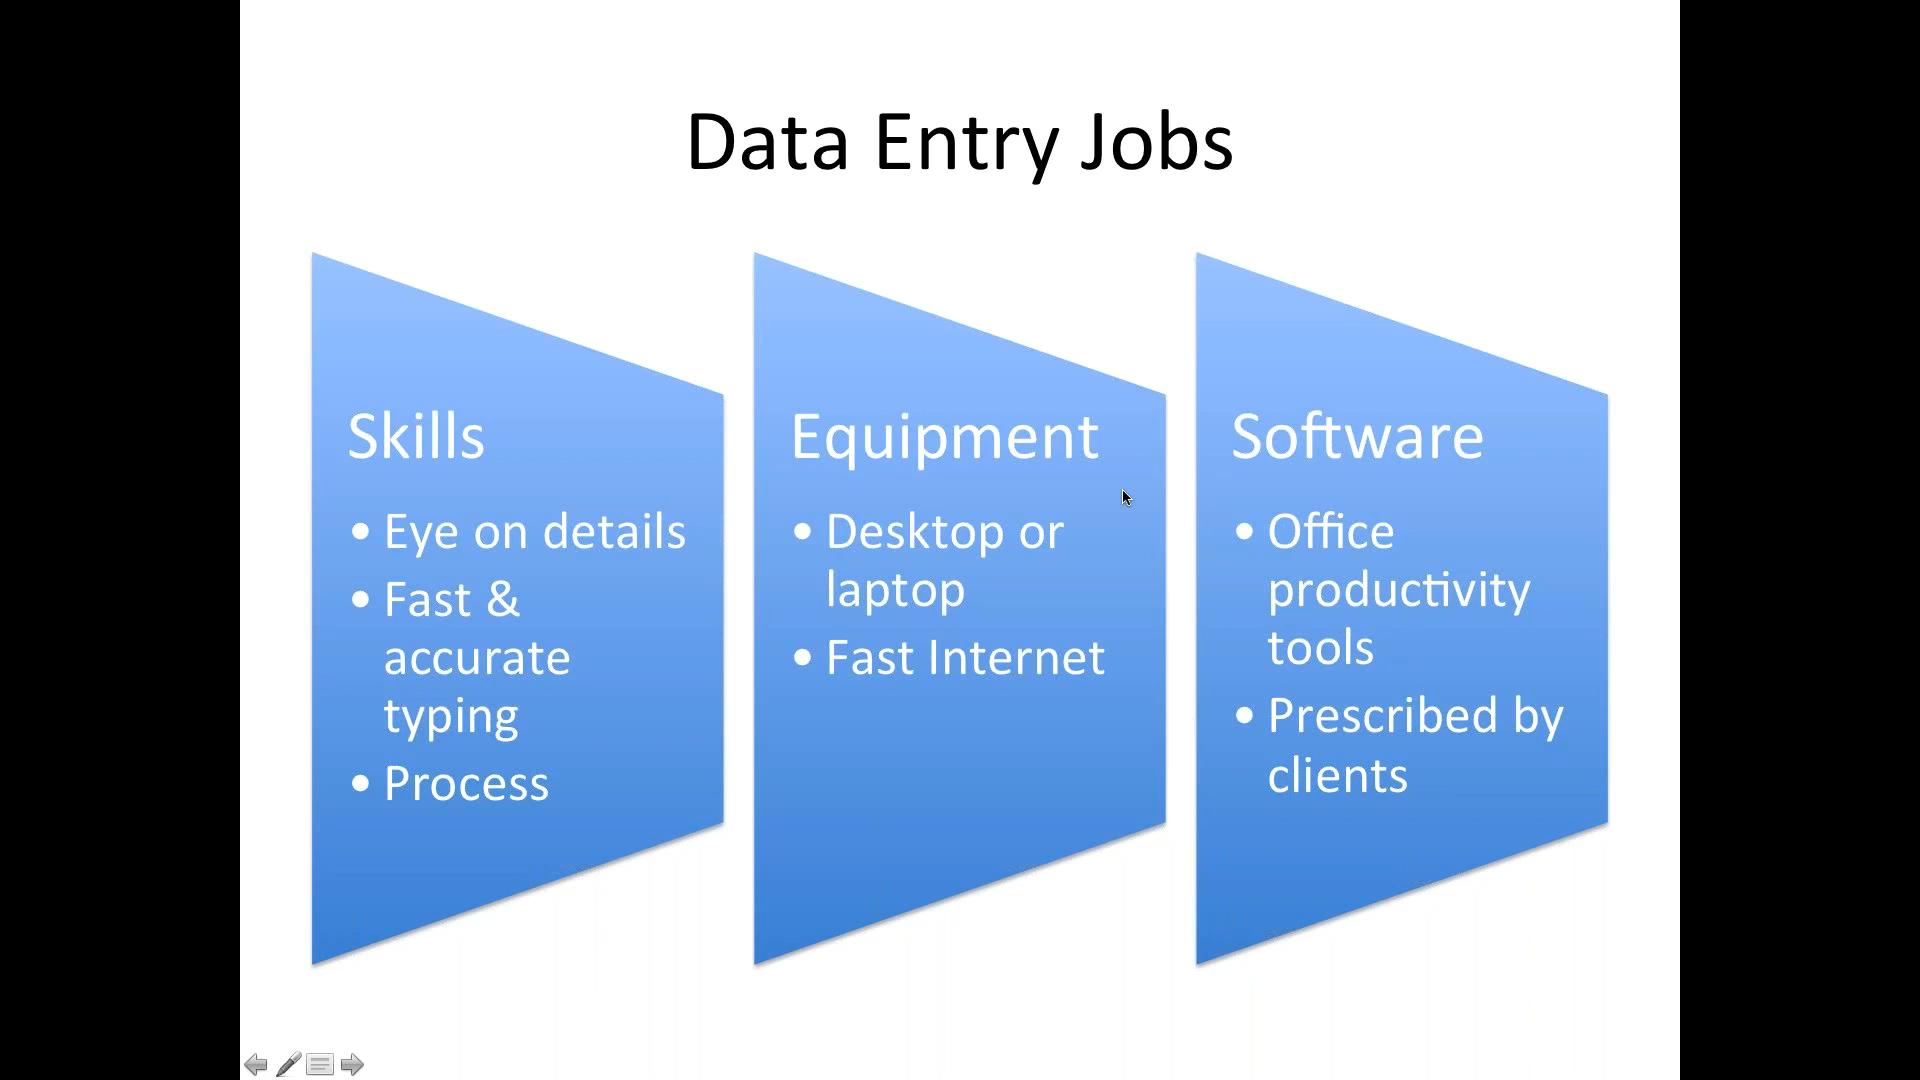 Data Entry Jobs
Skills
• Eye on details
• Fast &
accurate
typing
• Process
Equipment
• Desktop or
laptop
• Fast Internet
Software
• Office
productivity
tools
• Prescribed by
clients